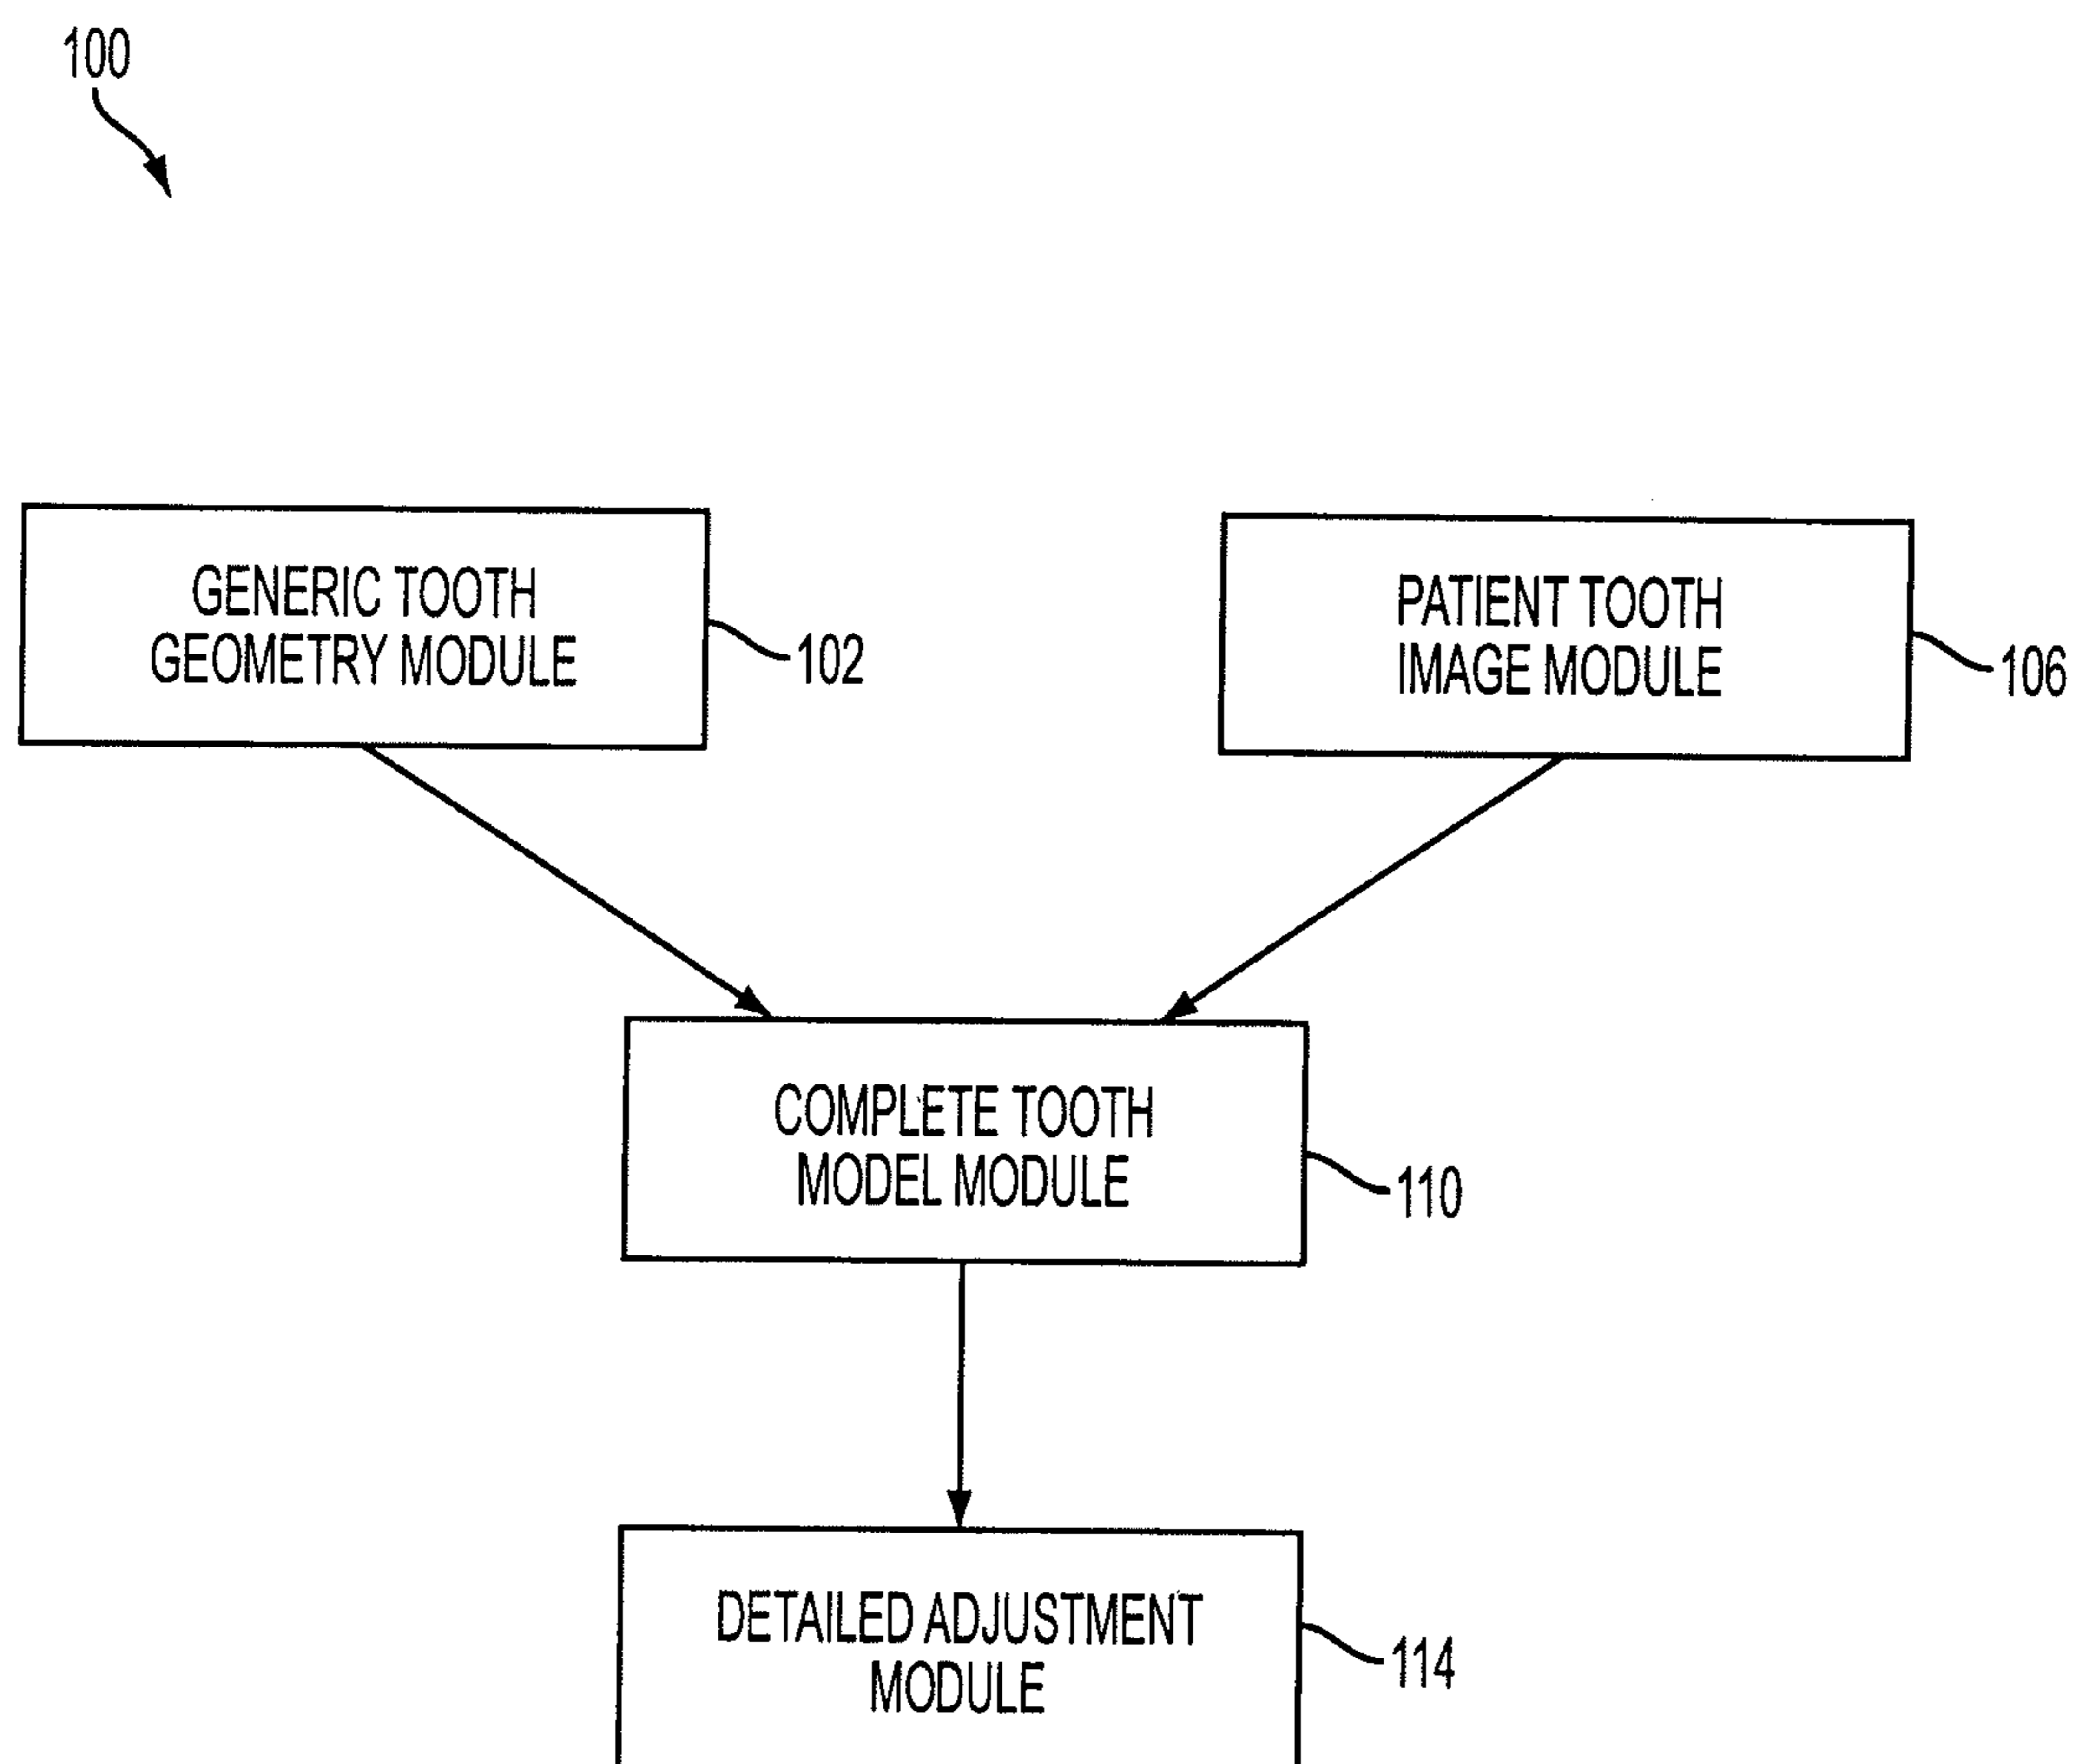 100
GENERIC TOOTH
GEOMETRY MODULE
102
PATIENT TOOTH
IMAGE MODULE
106
COMPLETE TOOTH
MODEL MODULE
110
DETAILED ADJUSTMENT
MODULE
114